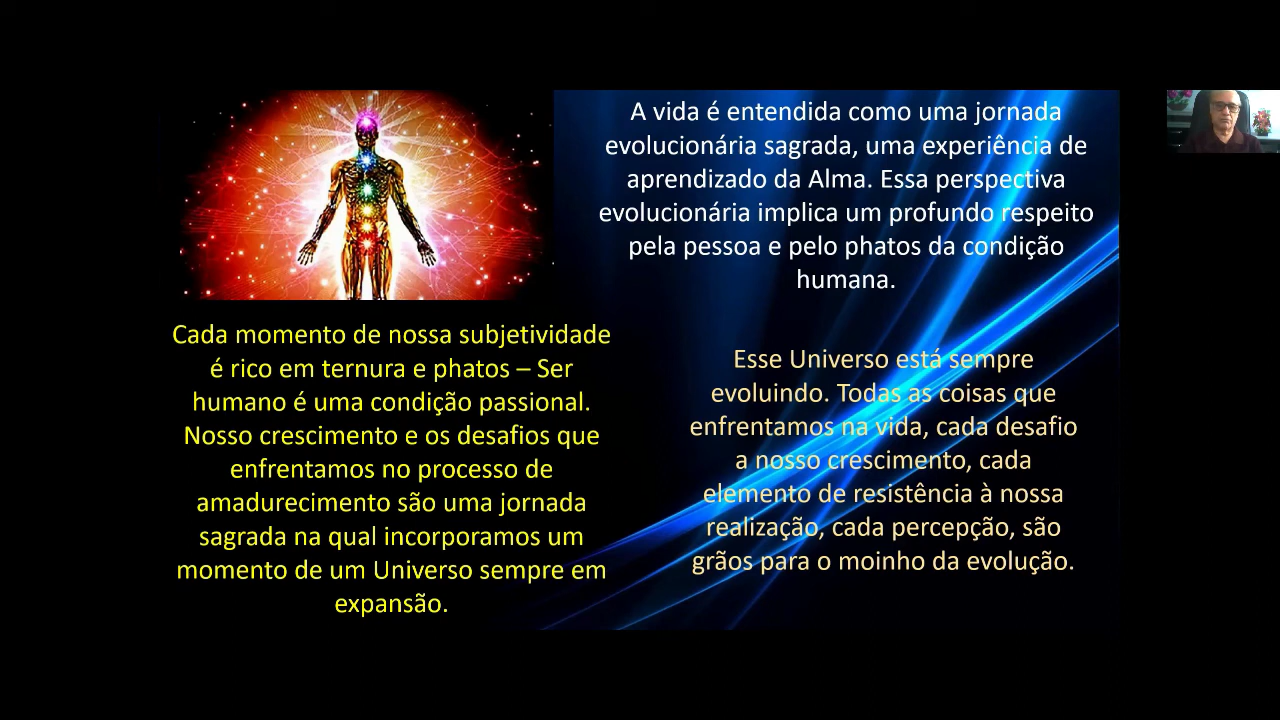 A vida é entendida como uma jornada
evolucionária sagrada, uma experiência de
aprendizado da Alma. Essa perspectiva
evolucionária implica um profundo respeito
pela pessoa e pelo phatos da condição
humana.
Cada momento de nossa subjetividade
é rico em ternura e phatos – Ser
humano é uma condição passional.
Nosso crescimento e os desafios que
enfrentamos no processo de
amadurecimento são uma jornada
sagrada na qual incorporamos um
momento de um Universo sempre em
expansão.
Esse Universo está sempre
evoluindo. Todas as coisas que
enfrentamos na vida, cada desafio
a nosso crescimento, cada
elemento de resistência à nossa
realização, cada percepção, são
grãos para o moinho da evolução.